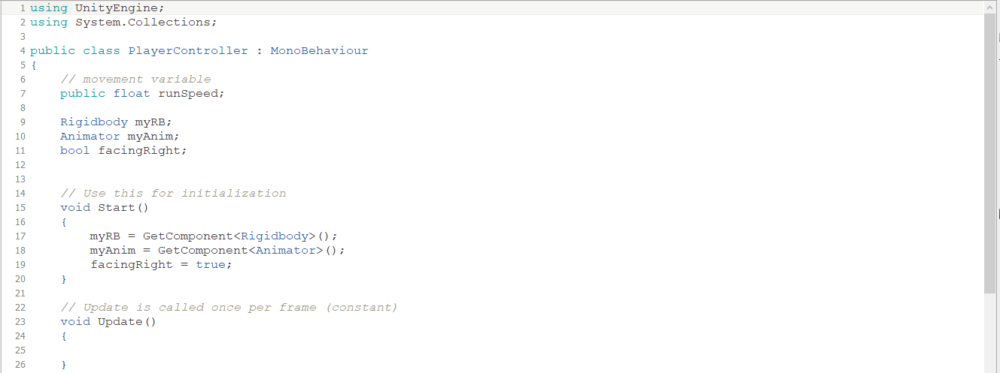 1 using UnityEngine;
2 using System.Collections;
3
4 public class PlayerController : MonoBehaviour
5 {
6     // movement variable
7     public float runSpeed;
8
9     Rigidbody myRB;
10     Animator myAnim;
11     bool facingRight;
12
13
14     // Use this for initialization
15     void Start()
16     {
17         myRB = GetComponent<Rigidbody>();
18         myAnim = GetComponent<Animator>();
19         facingRight = true;
20     }
21
22     // Update is called once per frame (constant)
23     void Update()
24     {
25
26     }